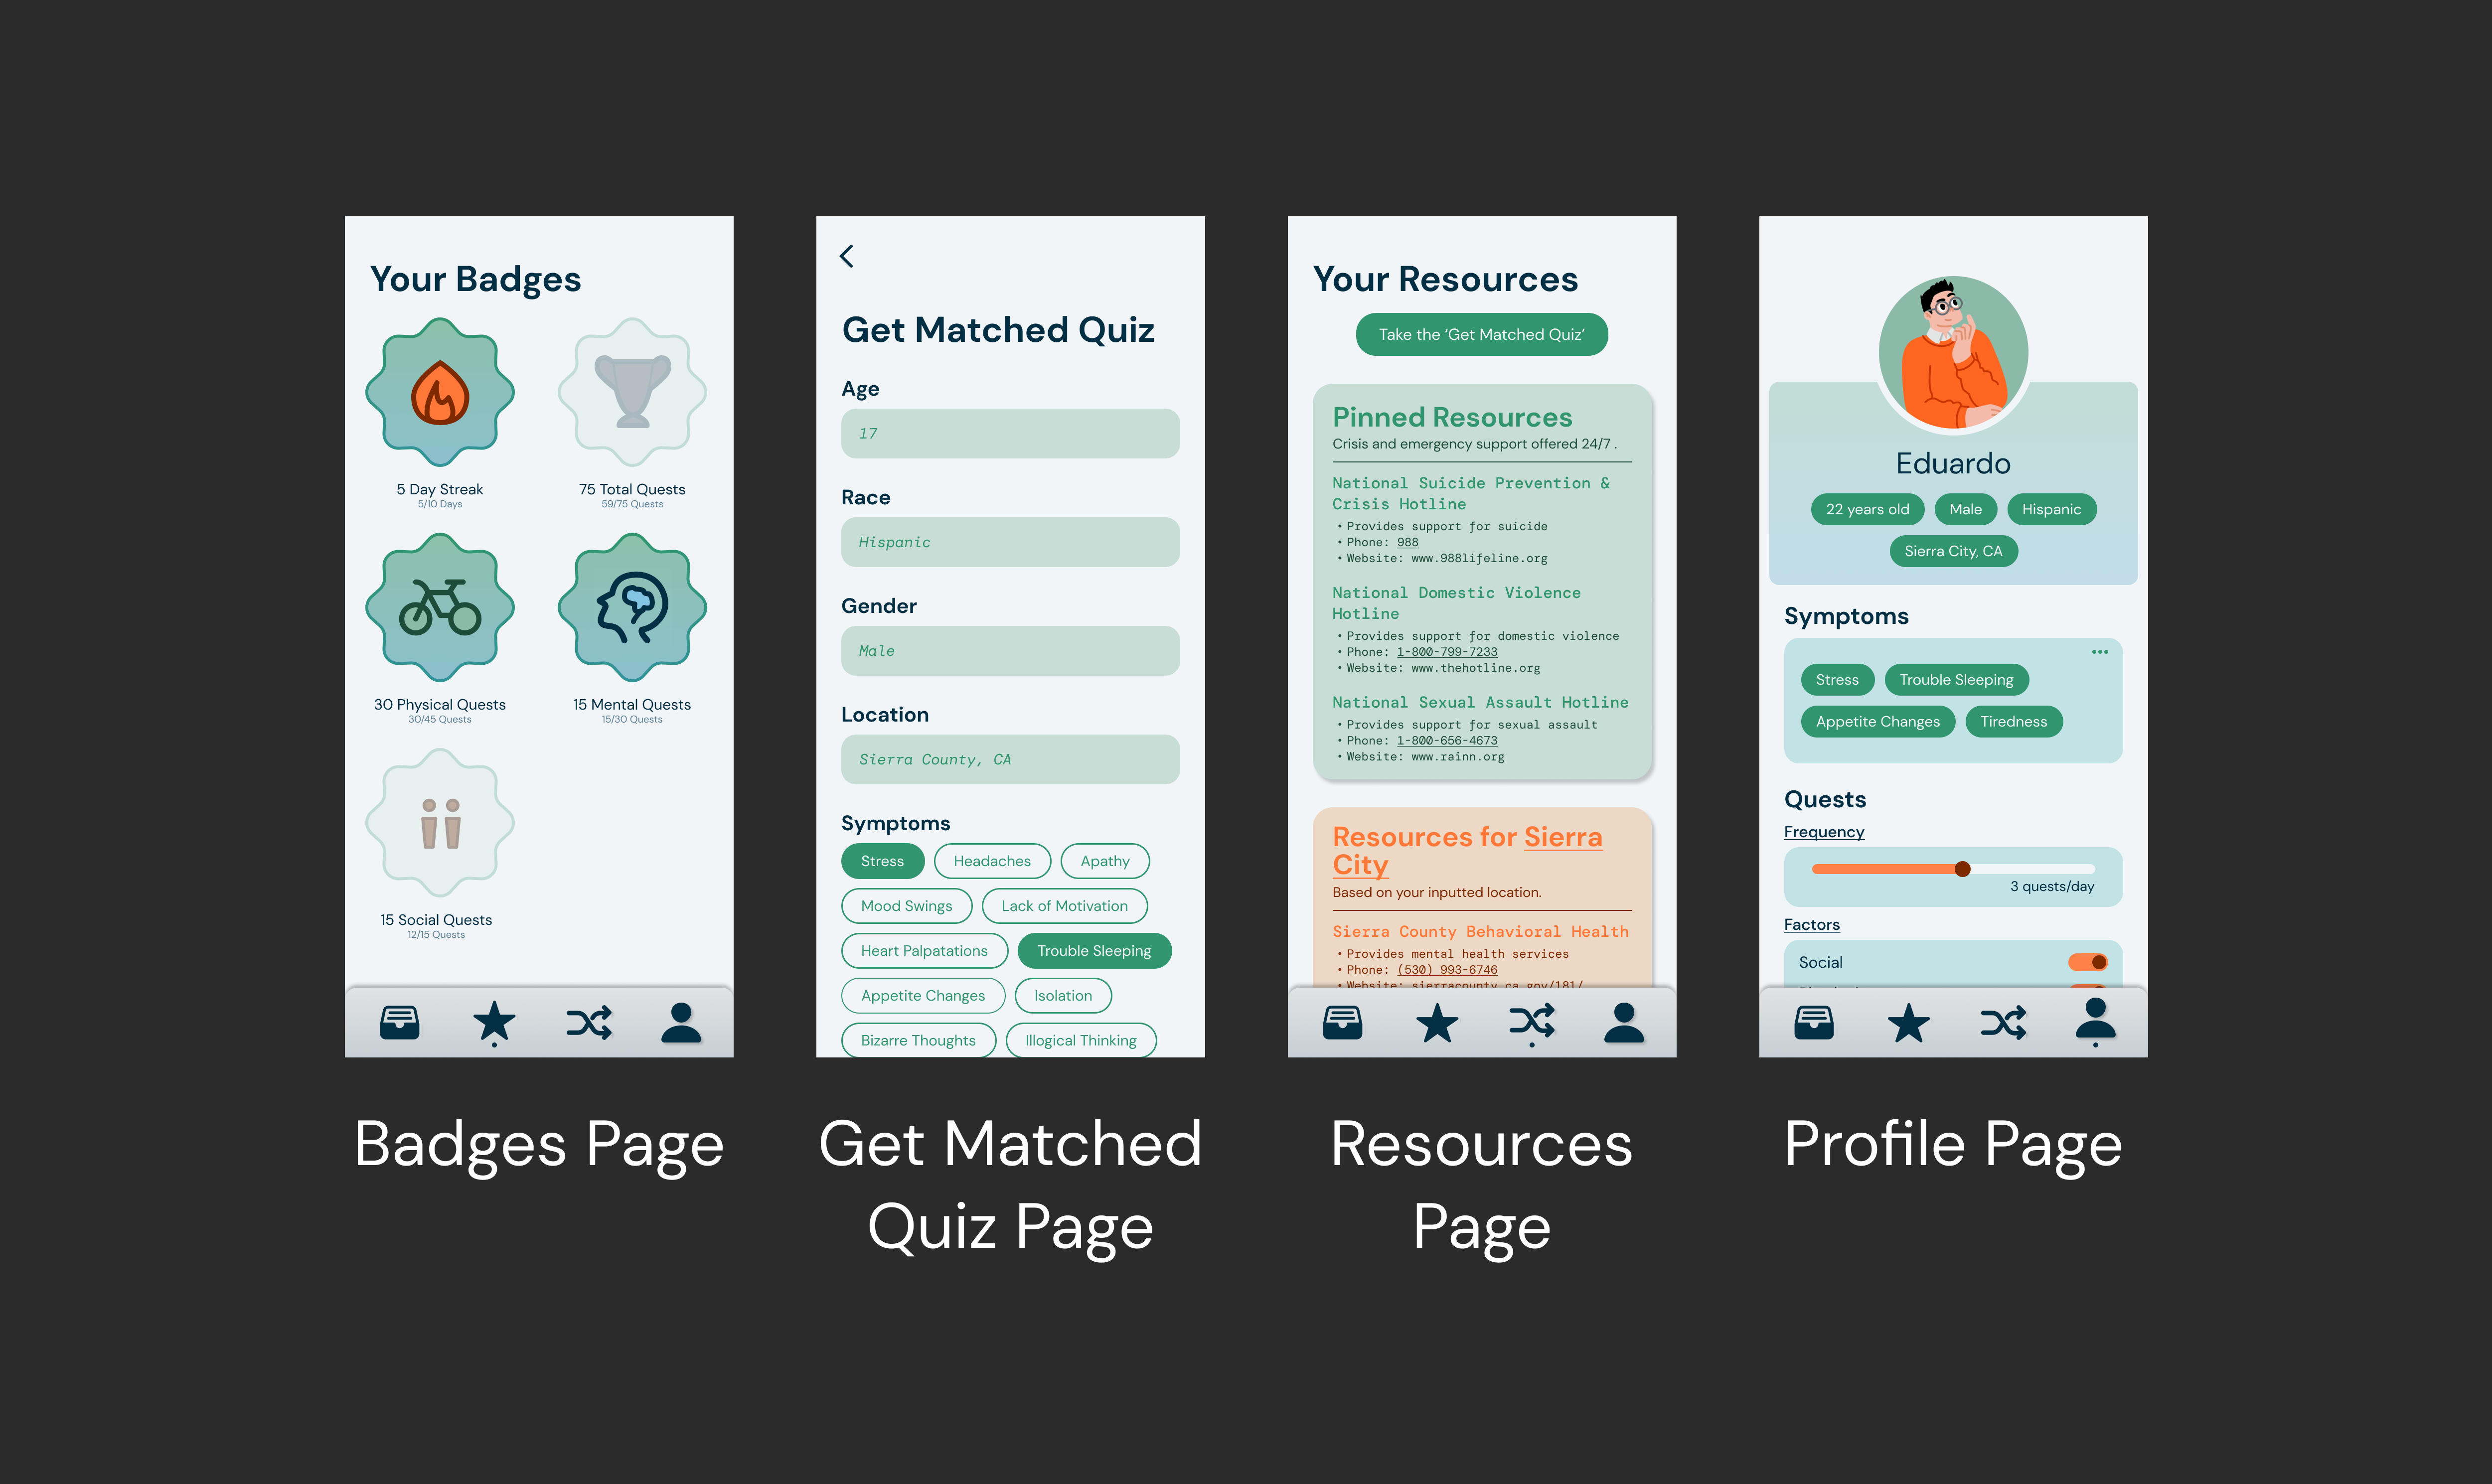 Your Badges
5 Day Streak
5/10 Days
75 Total Quests
59/75 Quests
30 Physical Quests
30/45 Quests
15 Mental Quests
15/30 Quests
15 Social Quests
12/15 Quests
Badges Page
Get Matched Quiz
Age
17
Race
Hispanic
Gender
Male
Location
Sierra County, CA
Symptoms
Stress
Headaches
Apathy
Mood Swings
Lack of Motivation
Heart Palpatations
Trouble Sleeping
Appetite Changes
Isolation
Bizarre Thoughts
Illogical Thinking
Get Matched
Quiz Page
Your Resources
Take the ‘Get Matched Quiz’
Pinned Resources
Crisis and emergency support offered 24/7 .
National Suicide Prevention &
Crisis Hotline
• Provides support for suicide
• Phone: 988
• Website: www.988lifeline.org
National Domestic Violence
Hotline
• Provides support for domestic violence
• Phone: 1-800-799-7233
• Website: www.thehotline.org
National Sexual Assault Hotline
• Provides support for sexual assault
• Phone: 1-800-656-4673
• Website: www.rainn.org
Resources for Sierra
City
Based on your inputted location.
Sierra County Behavioral Health
• Provides mental health services
• Phone: (530) 993-6746
• Website: sierracounty.ca.gov/181/
Resources
Page
Eduardo
22 years old
Male
Hispanic
Sierra City, CA
Symptoms
Stress
Trouble Sleeping
Appetite Changes
Tiredness
Quests
Frequency
3 quests/day
Factors
Social
Profile Page